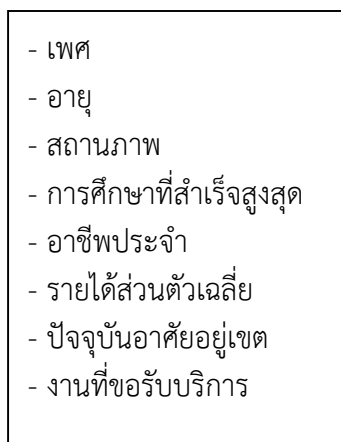 - เพศ
- อายุ
- สถานภาพ
- การศึกษาที่สำเร็จสูงสุด
- อาชีพประจำ
- รายได้ส่วนตัวเฉลี่ย
- ปัจจุบันอาศัยอยู่เขต
- งานที่ขอรับบริการ